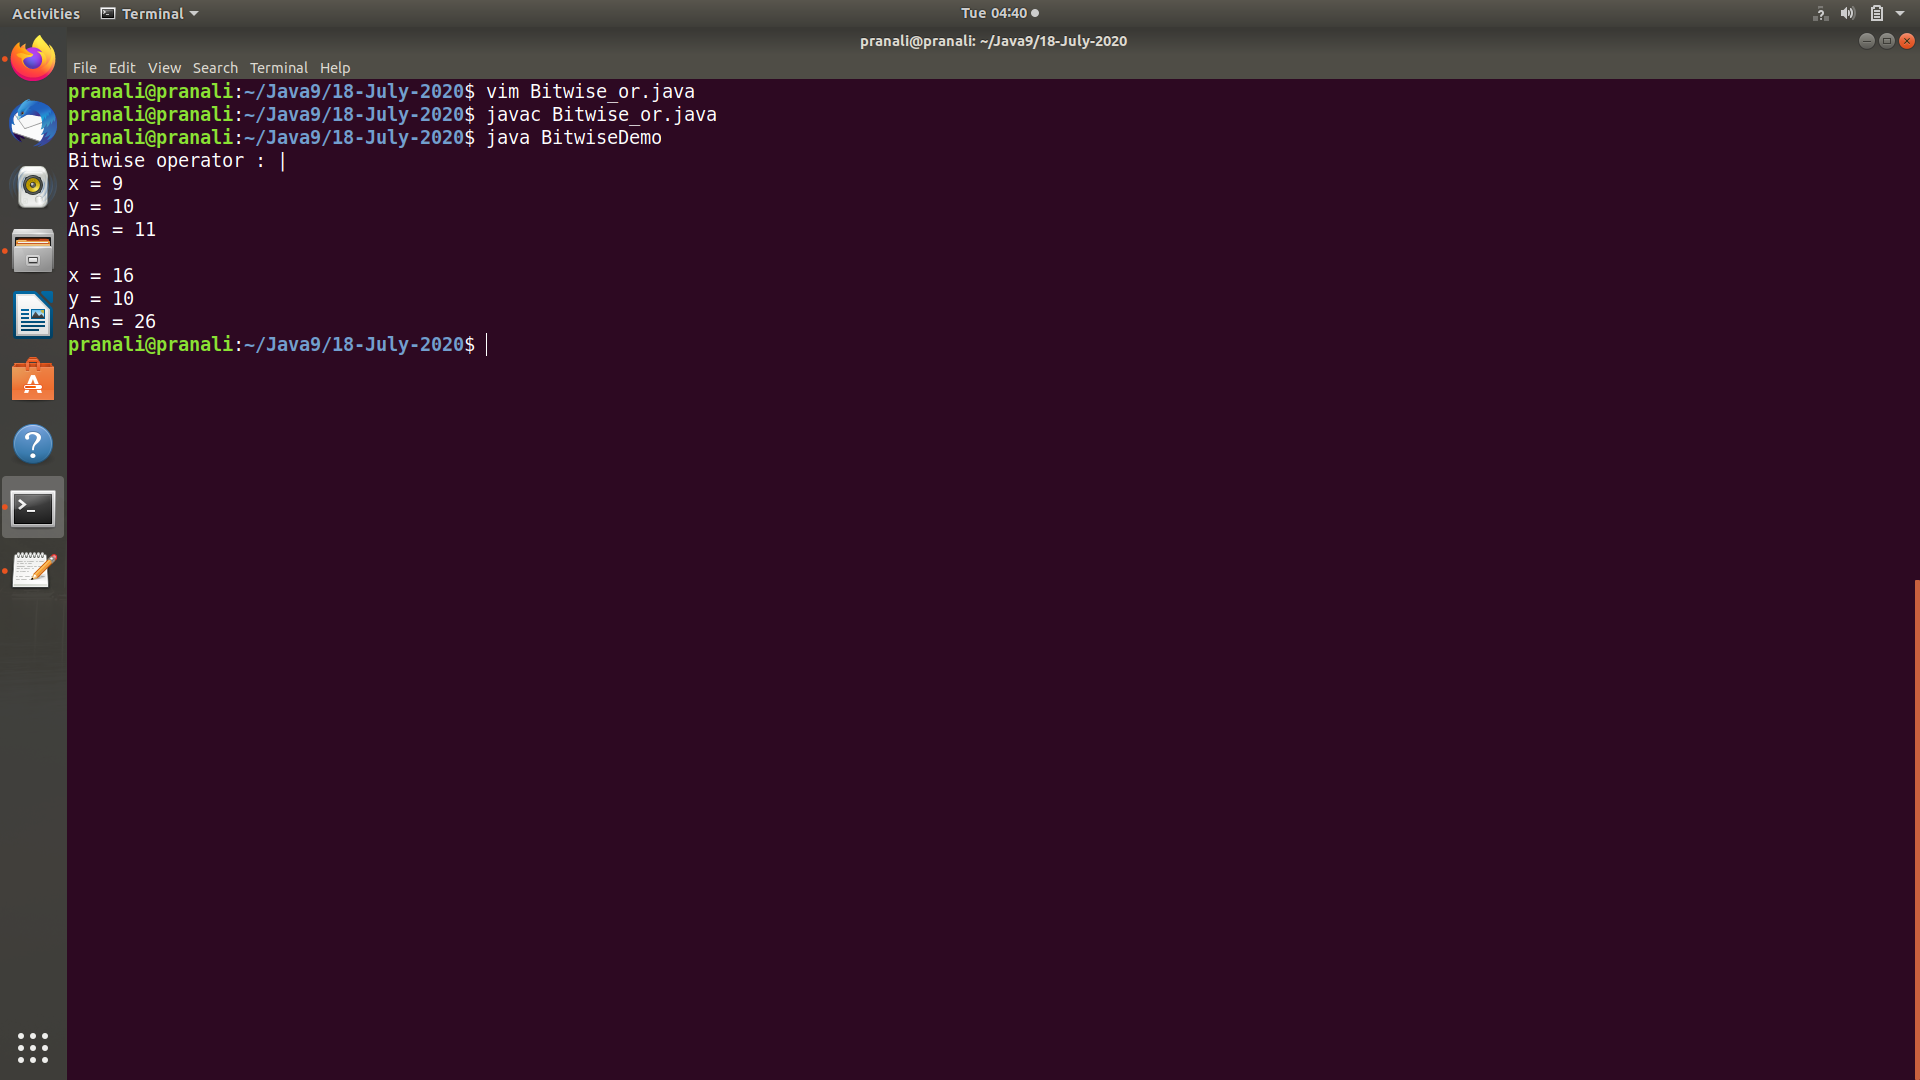 Activities Terminal Tue 04:40
pranali@pranali: ~/Java9/18-July-2020
File Edit View Search Terminal Help
pranali@pranali:~/Java9/18-July-2020$ vim Bitwise_or.java
pranali@pranali:~/Java9/18-July-2020$ javac Bitwise_or.java
pranali@pranali:~/Java9/18-July-2020$ java BitwiseDemo
Bitwise operator : |
x = 9
y = 10
Ans = 11
x = 16
y = 10
Ans = 26
pranali@pranali:~/Java9/18-July-2020$